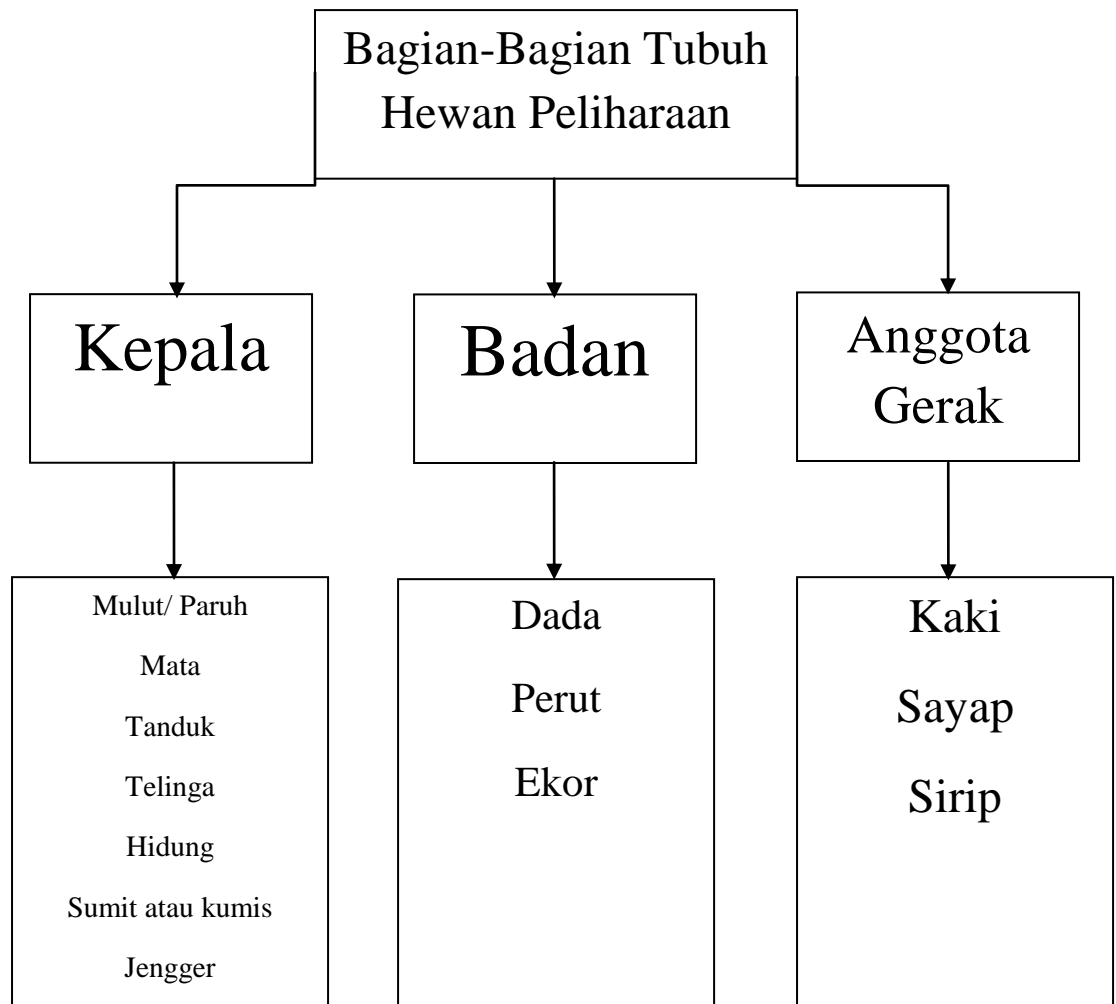 Bagian-Bagian Tubuh
Hewan Peliharaan
Kepala
Badan
Anggota
Gerak
Mulut/ Paruh
Mata
Tanduk
Telinga
Hidung
Sumit atau kumis
Jengger
Dada
Perut
Ekor
Kaki
Sayap
Sirip